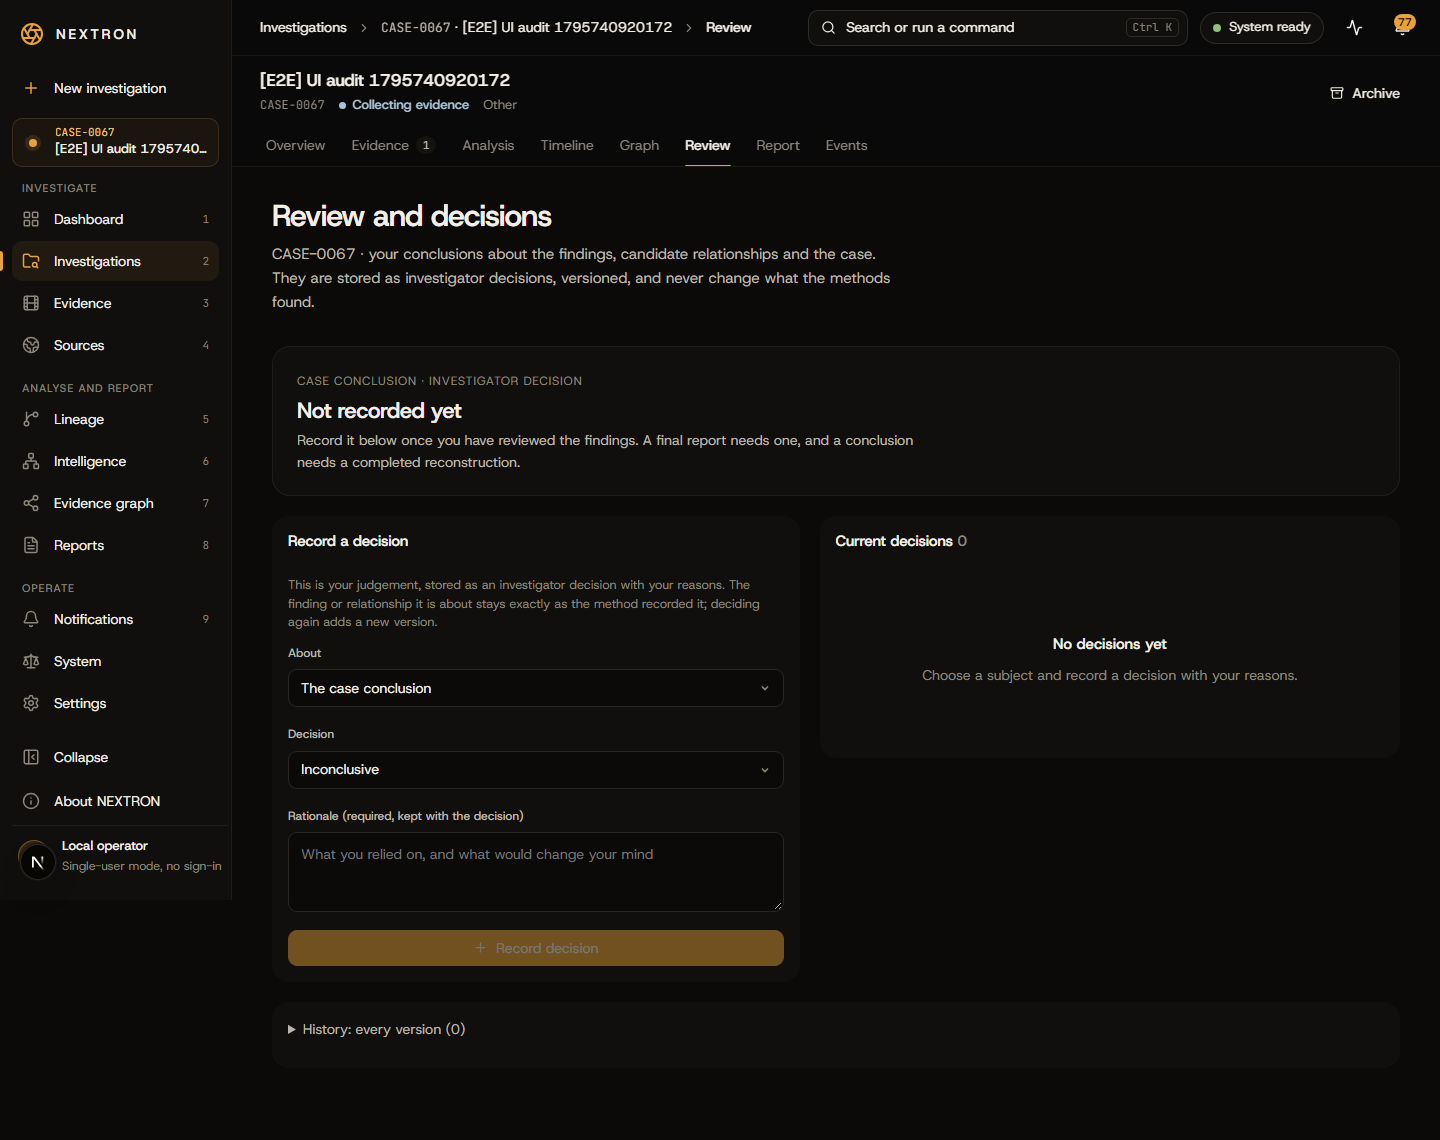 NEXTRON
New investigation
CASE-0067
[E2E] UI audit 1795740...
INVESTIGATE
Dashboard 1
Investigations 2
Evidence 3
Sources 4
ANALYSE AND REPORT
Lineage 5
Intelligence 6
Evidence graph 7
Reports 8
OPERATE
Notifications 9
System
Settings
Collapse
About NEXTRON
N
Local operator
Single-user mode, no sign-in
Investigations > CASE-0067 · [E2E] UI audit 1795740920172 > Review
Search or run a command Ctrl K
System ready
77
[E2E] UI audit 1795740920172
CASE-0067 Collecting evidence Other
Archive
Overview Evidence 1 Analysis Timeline Graph Review Report Events
Review and decisions
CASE-0067 · your conclusions about the findings, candidate relationships and the case.
They are stored as investigator decisions, versioned, and never change what the methods
found.
CASE CONCLUSION · INVESTIGATOR DECISION
Not recorded yet
Record it below once you have reviewed the findings. A final report needs one, and a conclusion
needs a completed reconstruction.
Record a decision
This is your judgement, stored as an investigator decision with your reasons. The
finding or relationship it is about stays exactly as the method recorded it; deciding
again adds a new version.
About
The case conclusion
Decision
Inconclusive
Rationale (required, kept with the decision)
What you relied on, and what would change your mind
+ Record decision
Current decisions 0
No decisions yet
Choose a subject and record a decision with your reasons.
History: every version (0)